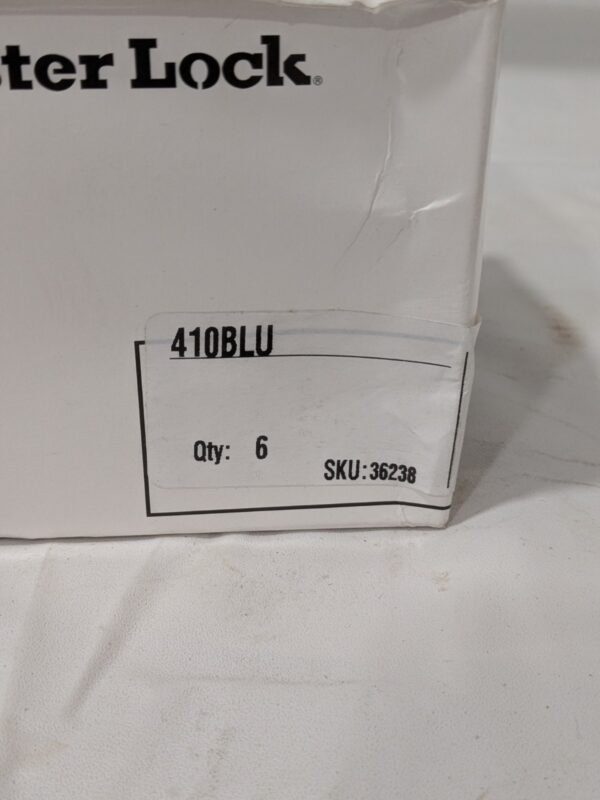 ster Lock®
410BLU
Qty: 6
SKU:36238